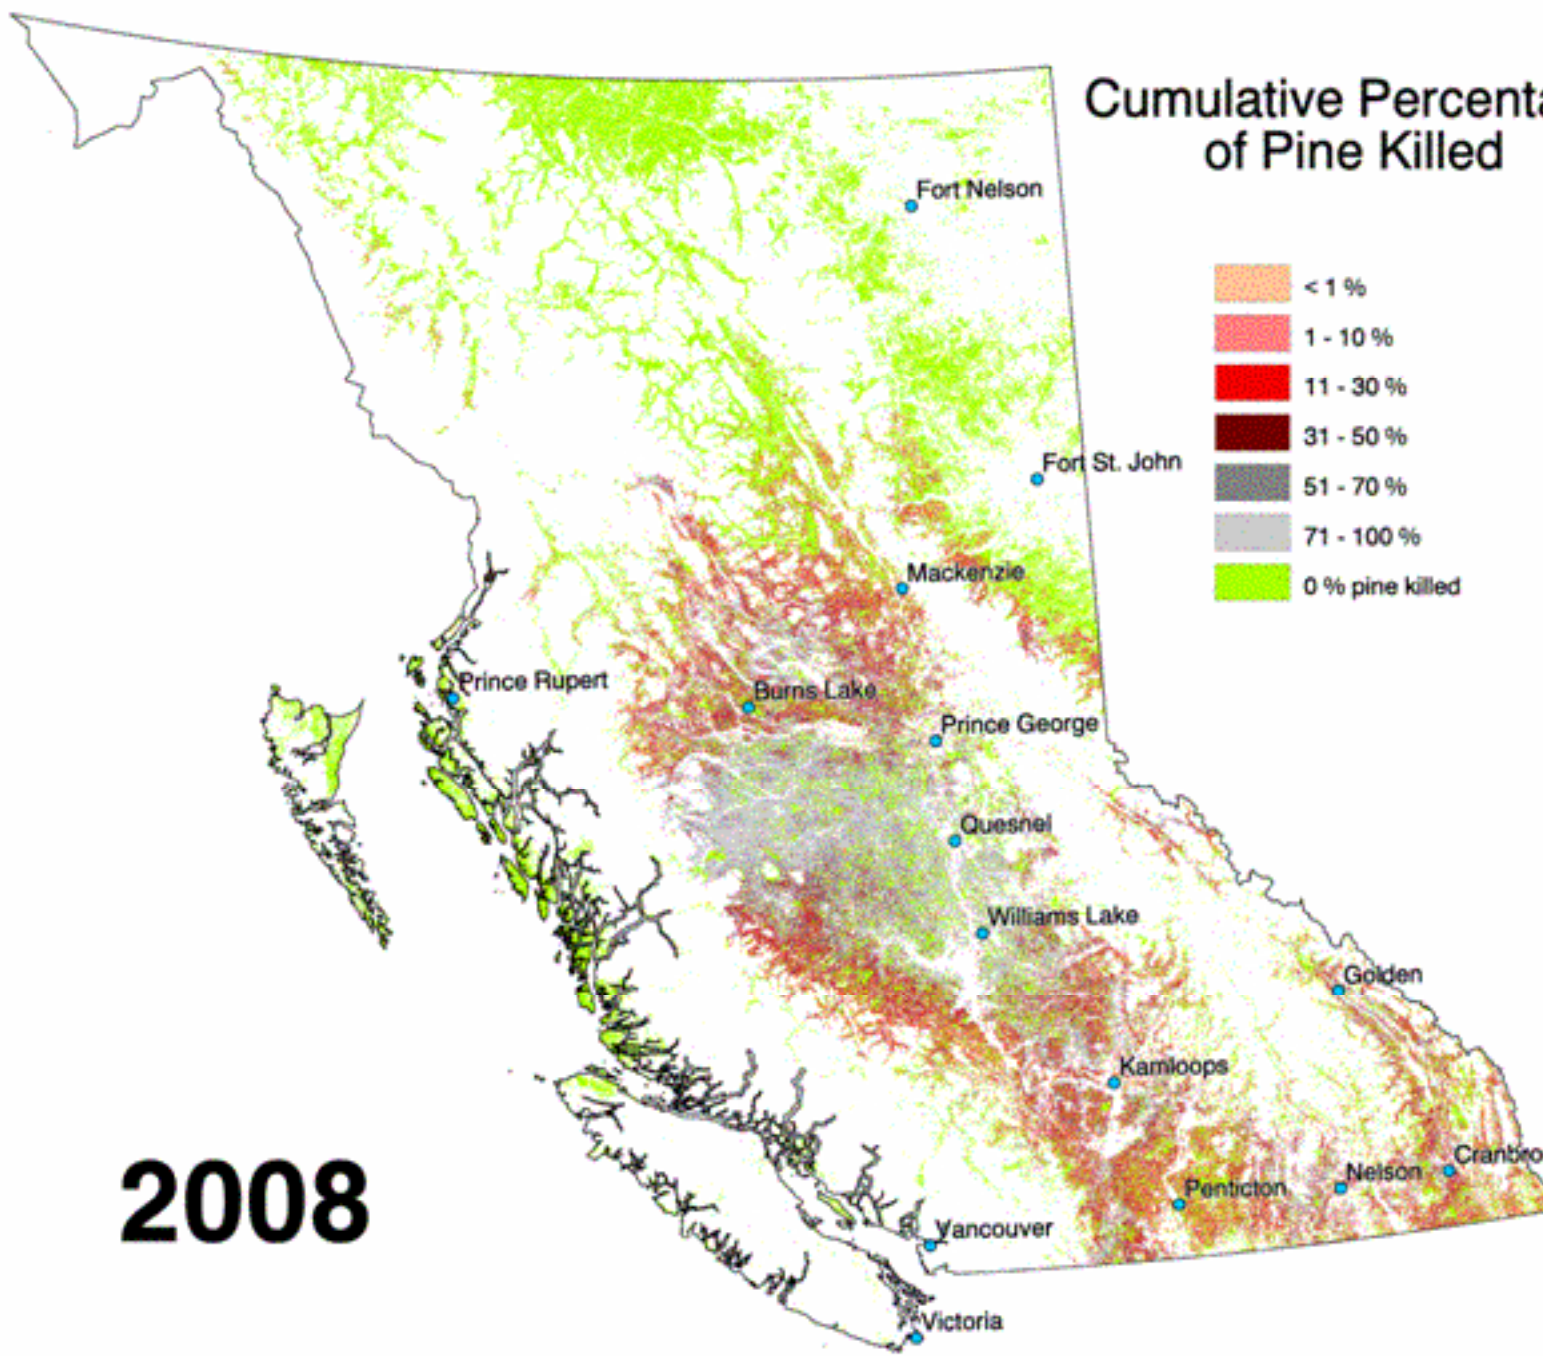 Cumulative Percenta
of Pine Killed
Fort Nelson
< 1 %
1 - 10 %
11 - 30 %
31 - 50 %
51 - 70 %
71 - 100 %
0 % pine killed
Fort St. John
Mackenzie
Prince Rupert
Burns Lake
Prince George
Quesnel
Williams Lake
Golden
Kamloops
Cranbro
Nelson
Penticton
Vancouver
Victoria
2008